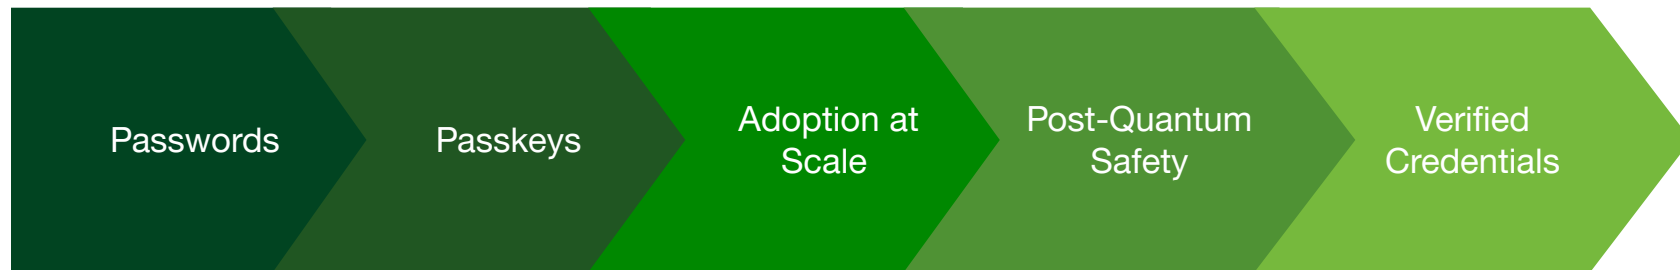 Passwords
Passkeys
Adoption at
Scale
Post-Quantum
Safety
Verified
Credentials